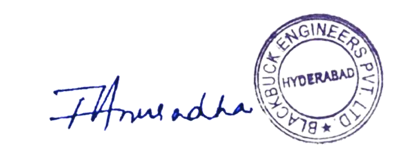 Anuradha
BLACKBUCK ENGINEERS PVT. LTD. ★
HYDERABAD